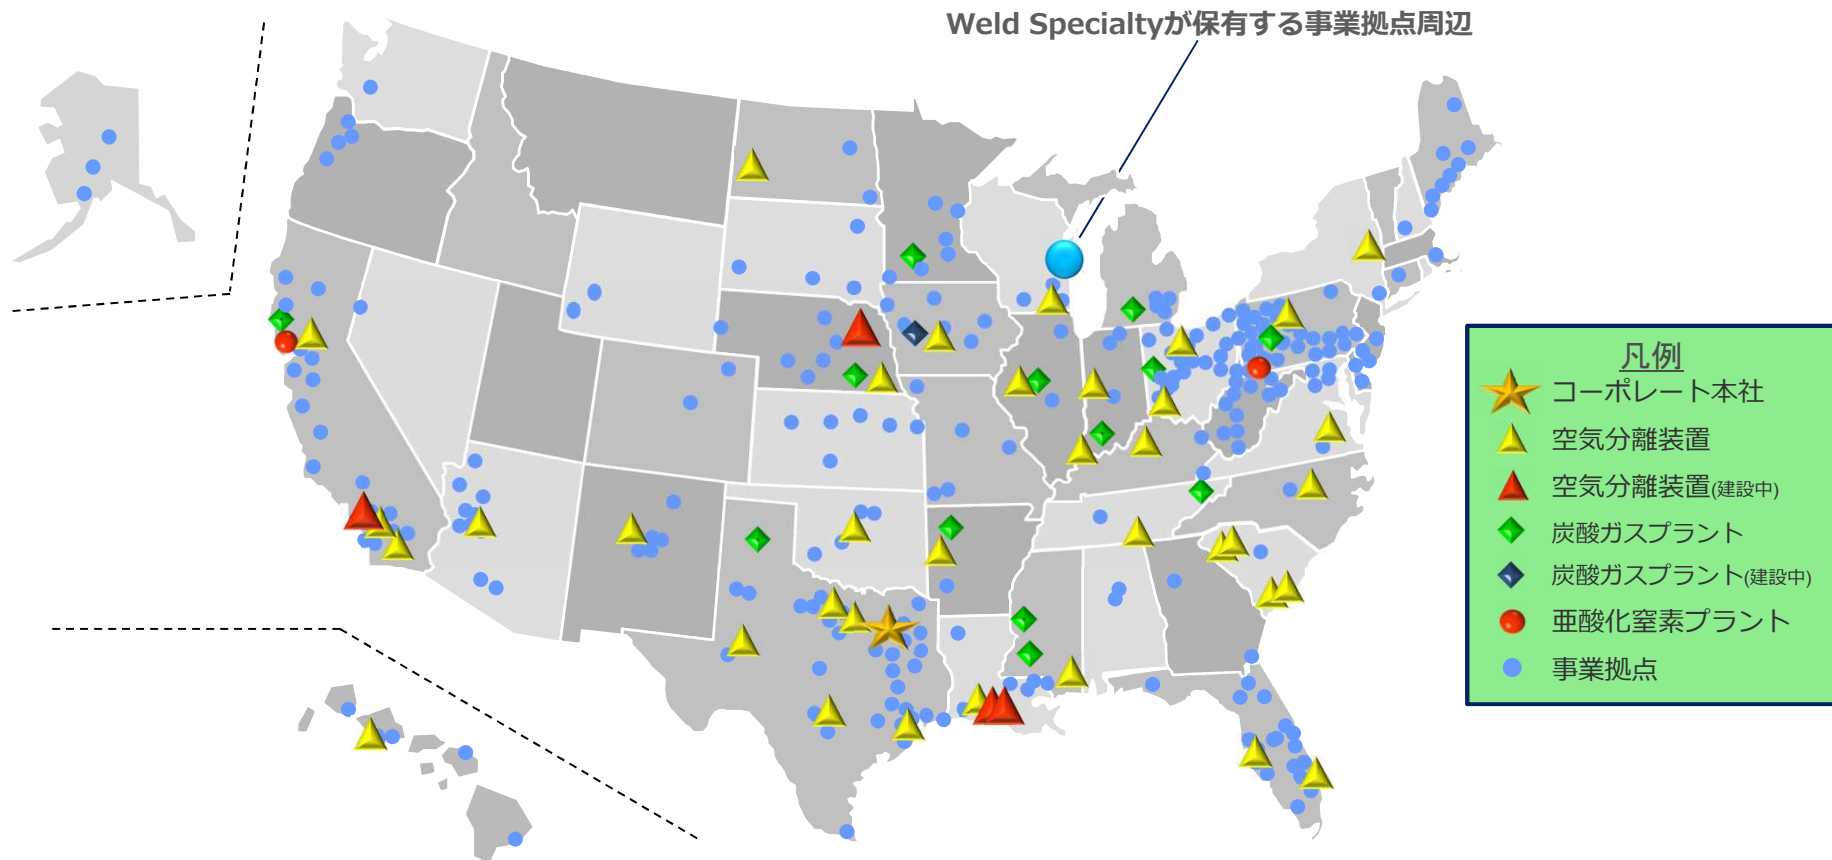 Weld Specialtyが保有する事業拠点周辺
凡例
コーポレート本社
空気分離装置
空気分離装置(建設中)
炭酸ガスプラント
炭酸ガスプラント(建設中)
亜酸化窒素プラント
事業拠点